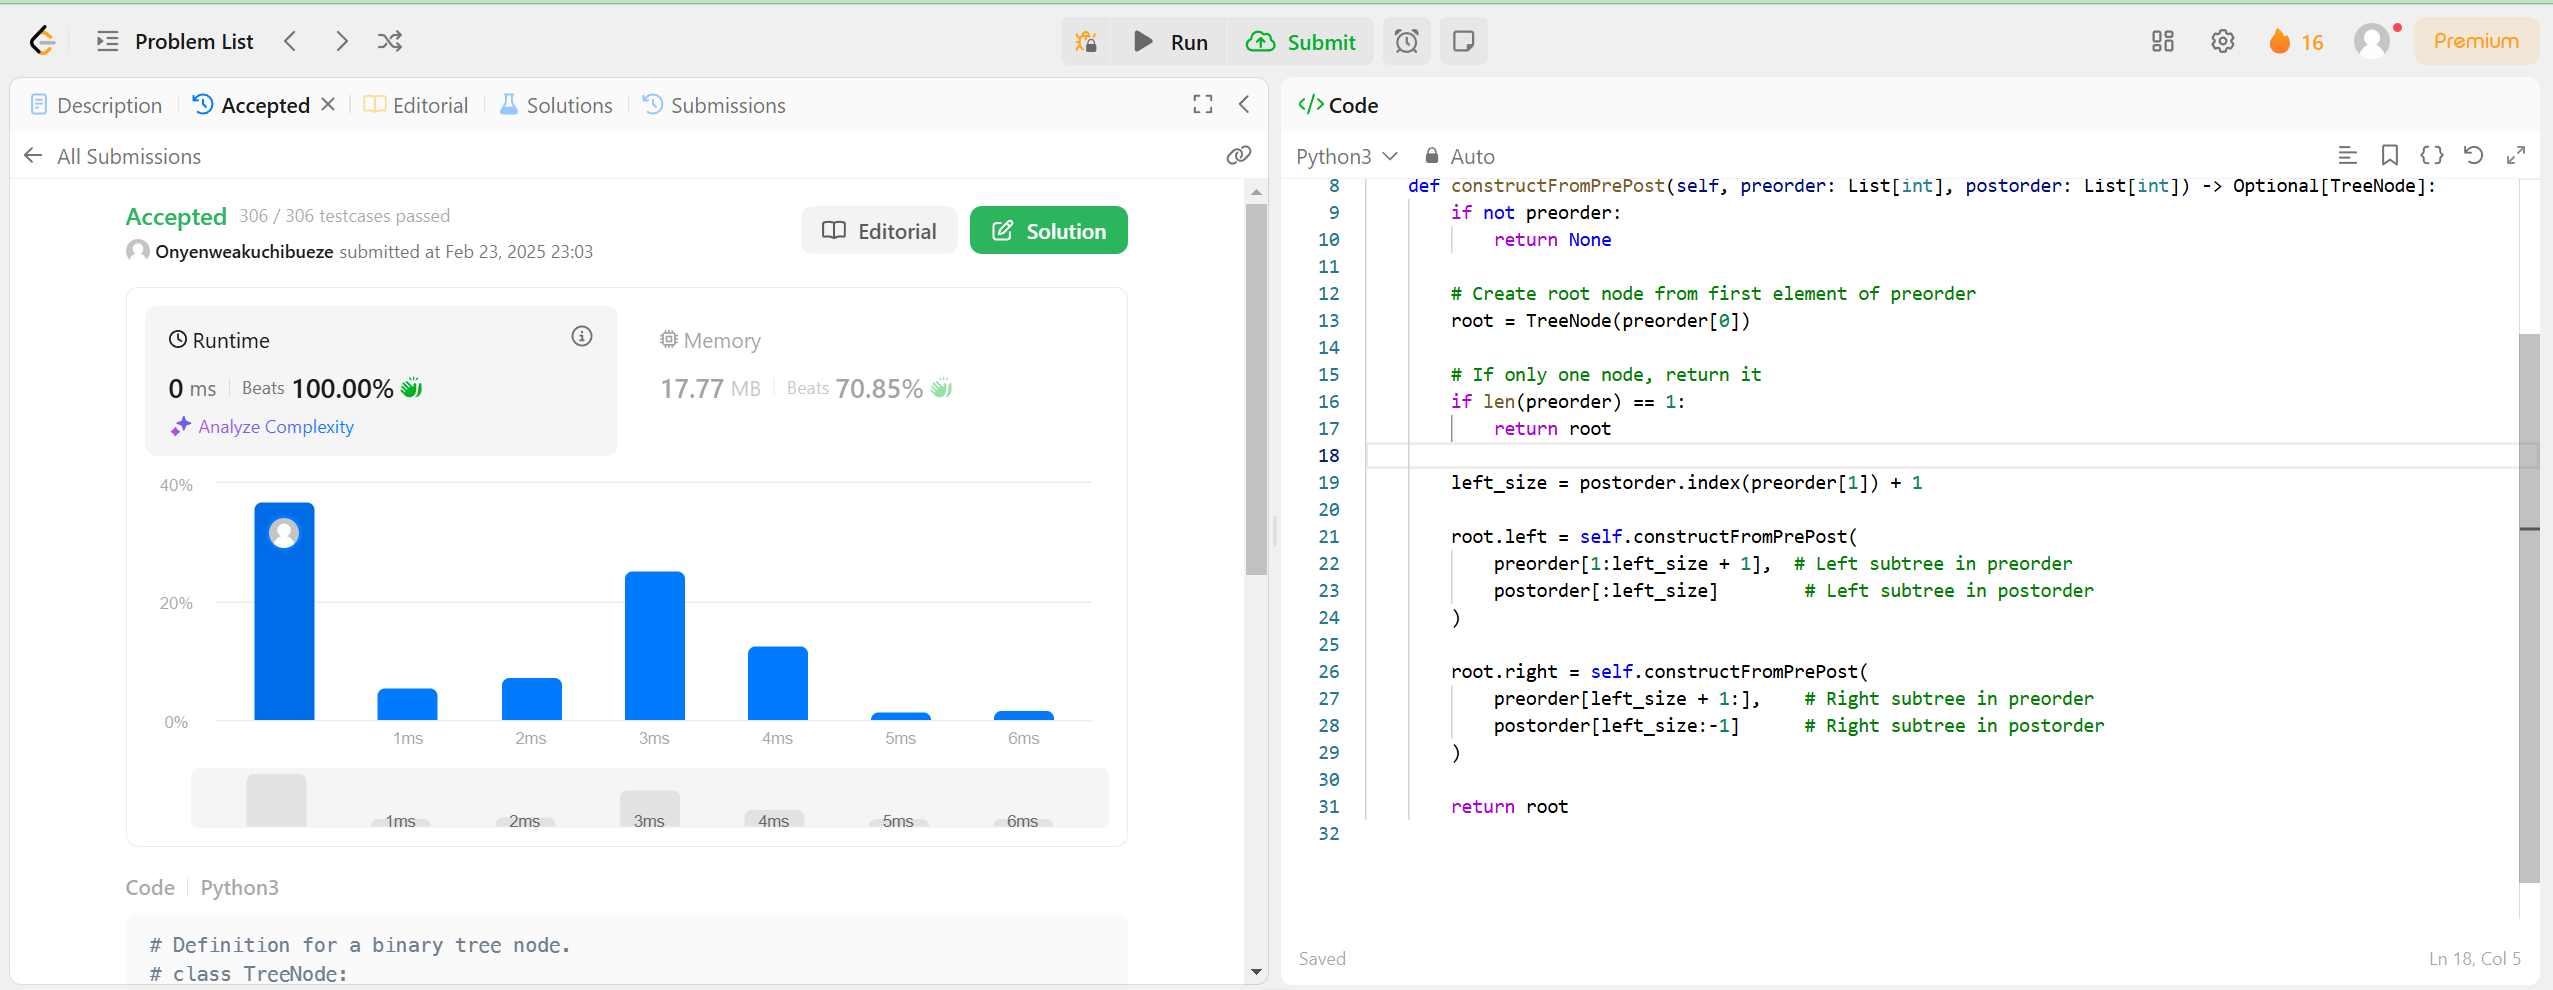 Problem List
Run
Submit
16
Premium
Description
Accepted
Editorial
Solutions
Submissions
All Submissions
Accepted 306 / 306 testcases passed
Onyenweakuchibueze submitted at Feb 23, 2025 23:03
Editorial
Solution
Runtime
0 ms Beats 100.00%
Analyze Complexity
Memory
17.77 MB Beats 70.85%
40%
20%
0%
1ms 2ms 3ms 4ms 5ms 6ms
1ms 2ms 3ms 4ms 5ms 6ms
Code Python3
# Definition for a binary tree node.
# class TreeNode:
</> Code
Python3 Auto
8 def constructFromPrePost(self, preorder: List[int], postorder: List[int]) -> Optional[TreeNode]:
9 if not preorder:
10 return None
11
12 # Create root node from first element of preorder
13 root = TreeNode(preorder[0])
14
15 # If only one node, return it
16 if len(preorder) == 1:
17 return root
18
19 left_size = postorder.index(preorder[1]) + 1
20
21 root.left = self.constructFromPrePost(
22 preorder[1:left_size + 1], # Left subtree in preorder
23 postorder[:left_size] # Left subtree in postorder
24 )
25
26 root.right = self.constructFromPrePost(
27 preorder[left_size + 1:], # Right subtree in preorder
28 postorder[left_size:-1] # Right subtree in postorder
29 )
30
31 return root
32
Saved
Ln 18, Col 5